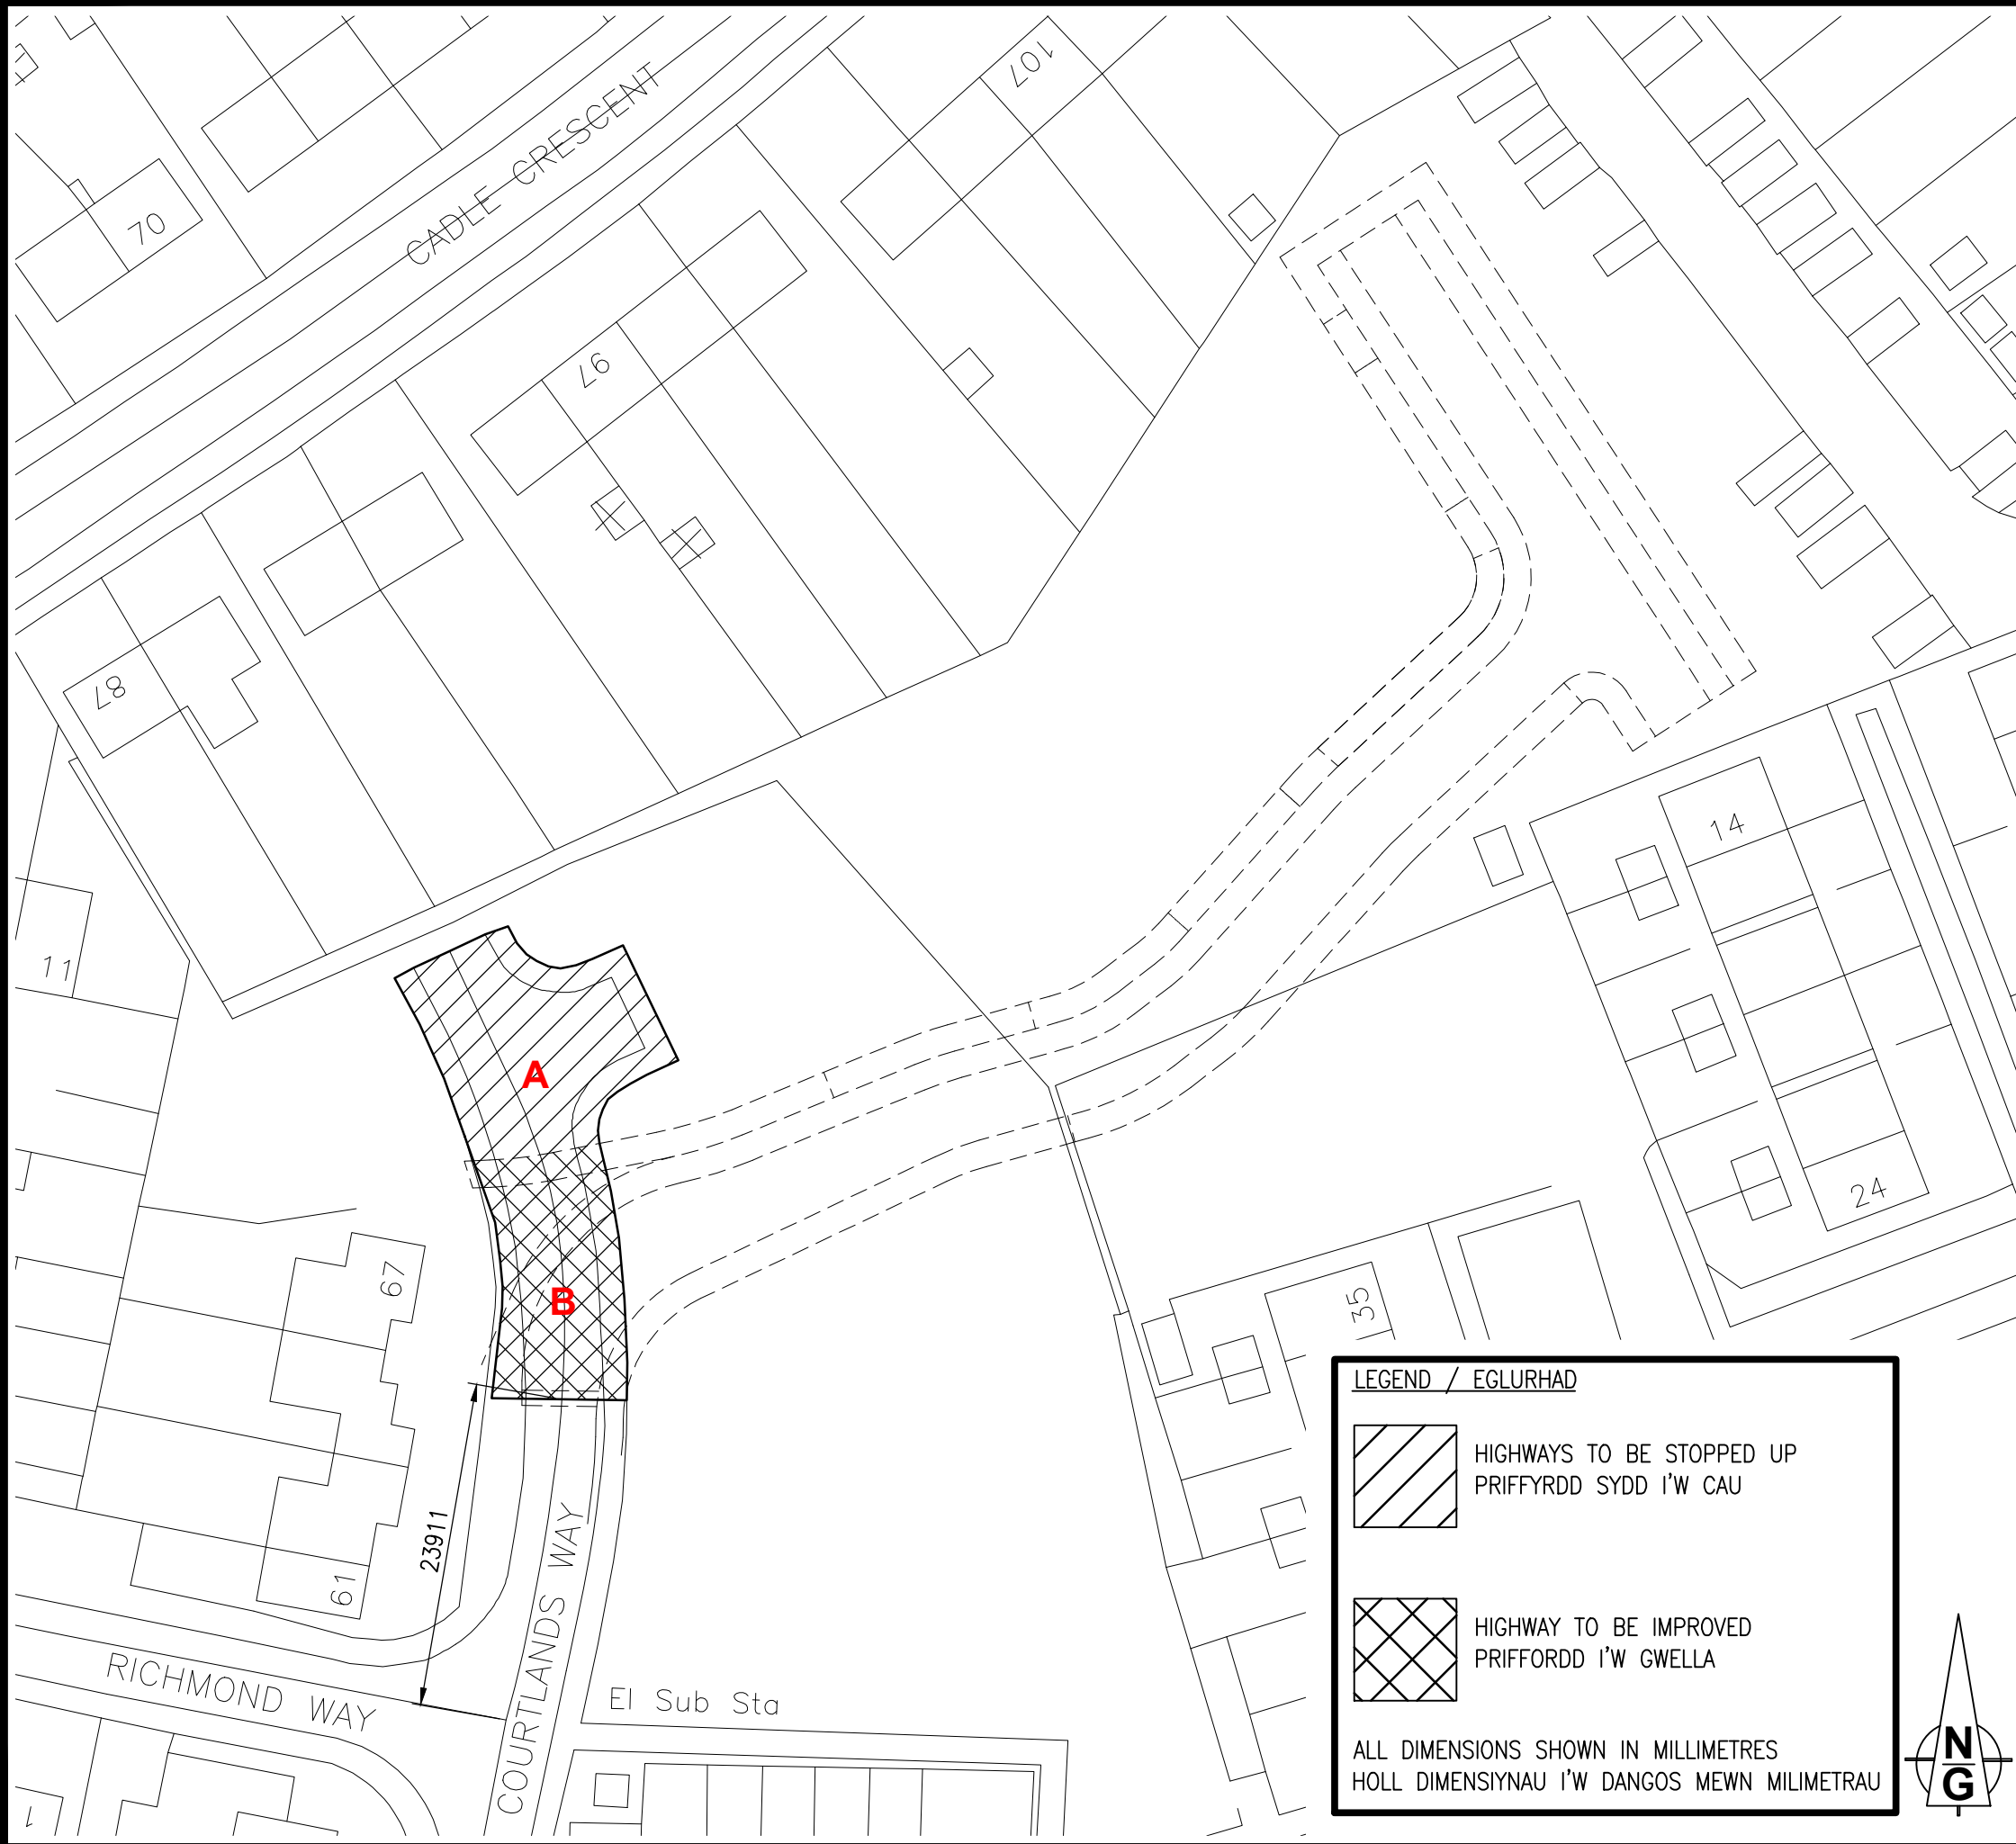 107
CADLE CRESCENT
70
97
87
14
11
A
24
67
B
35
23911
61
RICHMOND WAY
COURTLANDS WAY
El Sub Sta
1
LEGEND / EGLURHAD
HIGHWAYS TO BE STOPPED UP
PRIFFYRDD SYDD I'W CAU
HIGHWAY TO BE IMPROVED
PRIFFORDD I'W GWELLA
ALL DIMENSIONS SHOWN IN MILLIMETRES
HOLL DIMENSIYNAU I'W DANGOS MEWN MILIMETRAU
N
G